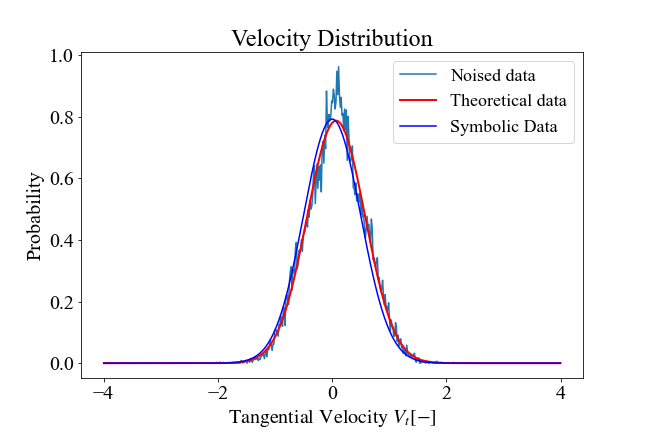 Velocity Distribution
Noised data
Theoretical data
Symbolic Data
Probability
1.0
0.8
0.6
0.4
0.2
0.0
−4
−2
0
2
4
Tangential Velocity V_t[−]